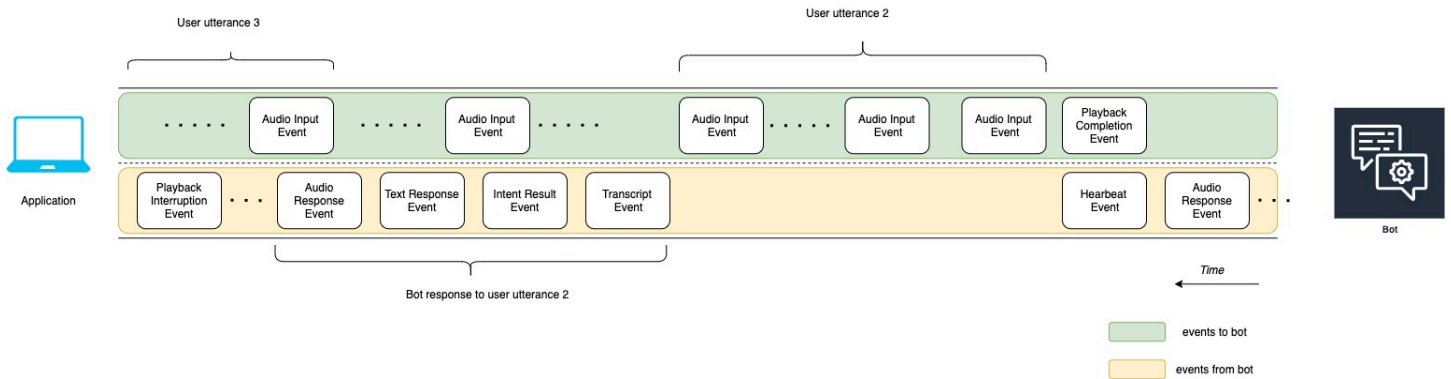 User utterance 3
User utterance 2
Audio Input
Event
Audio Input
Event
Audio Input
Event
Audio Input
Event
Audio Input
Event
Playback
Completion
Event
Application
Playback
Interruption
Event
Audio
Response
Event
Text Response
Event
Intent Result
Event
Transcript
Event
Hearbeat
Event
Audio
Response
Event
Bot
Bot response to user utterance 2
Time
events to bot
events from bot